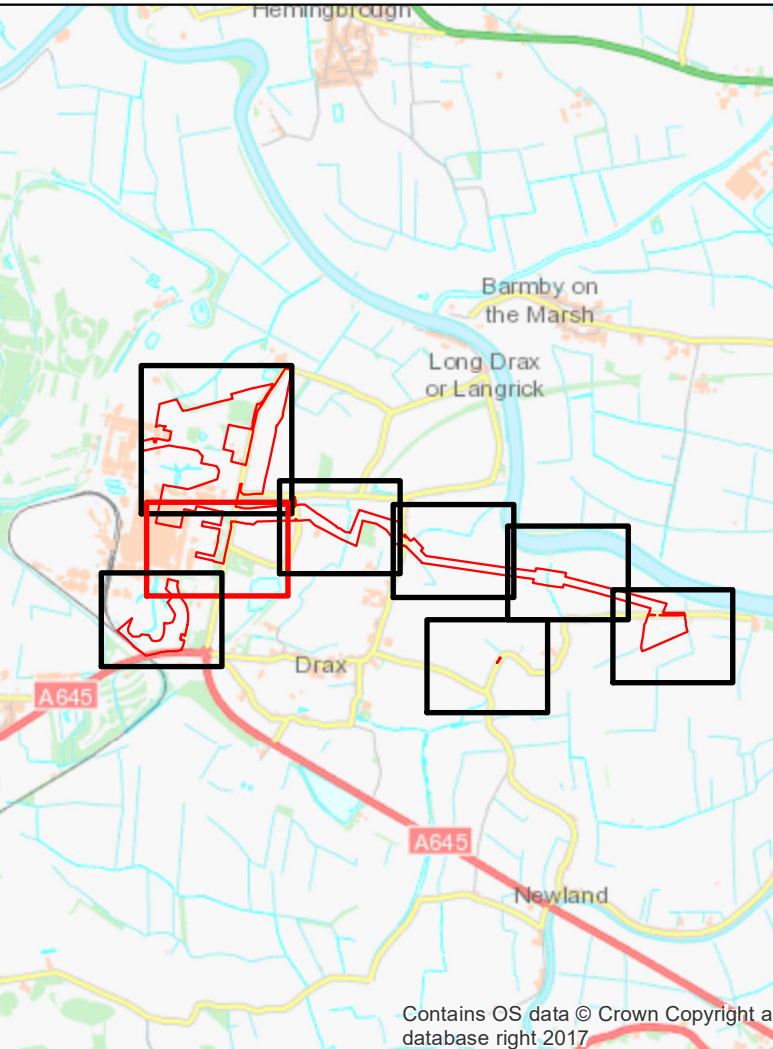 Hemingbrough
Barmby on
the Marsh
Long Drax
or Langrick
Drax
A645
A645
Newland
Contains OS data © Crown Copyright a
database right 2017